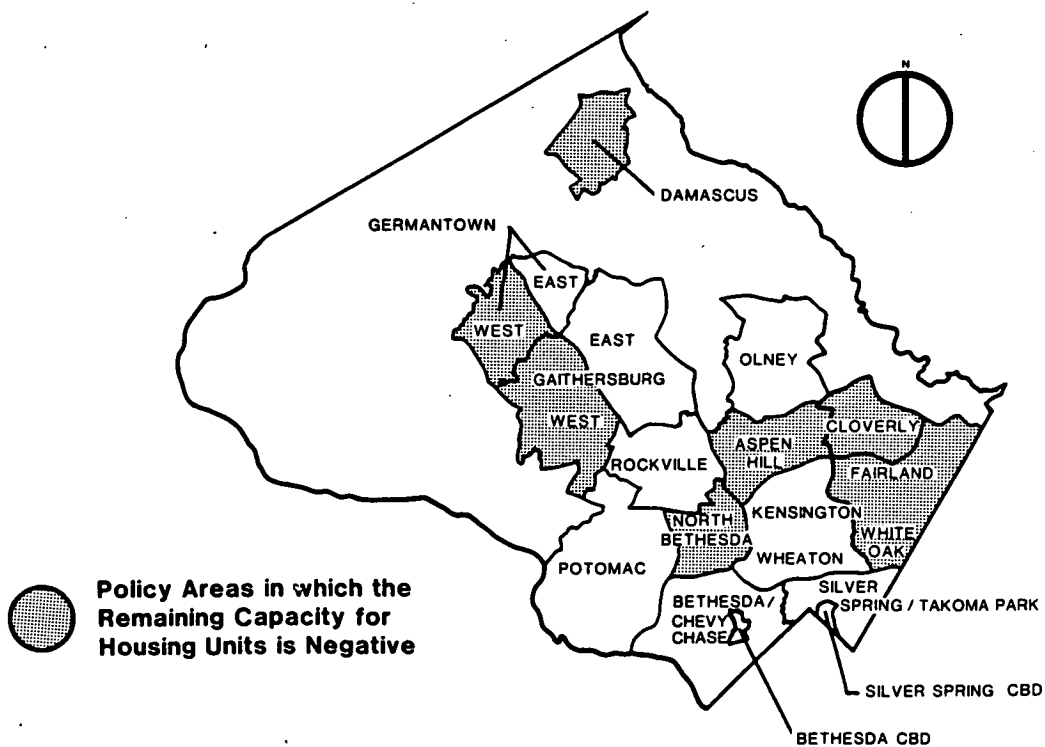 N
DAMASCUS
GERMANTOWN
EAST
WEST
EAST
OLNEY
GAITHERSBURG
WEST
CLOVERLY
ASPEN
HILL
ROCKVILLE
FAIRLAND
KENSINGTON
NORTH
BETHESDA
WHITE
OAK
WHEATON
POTOMAC
SILVER
SPRING / TAKOMA PARK
BETHESDA /
CHEVY
CHASE
SILVER SPRING CBD
BETHESDA CBD
Policy Areas in which the
Remaining Capacity for
Housing Units is Negative